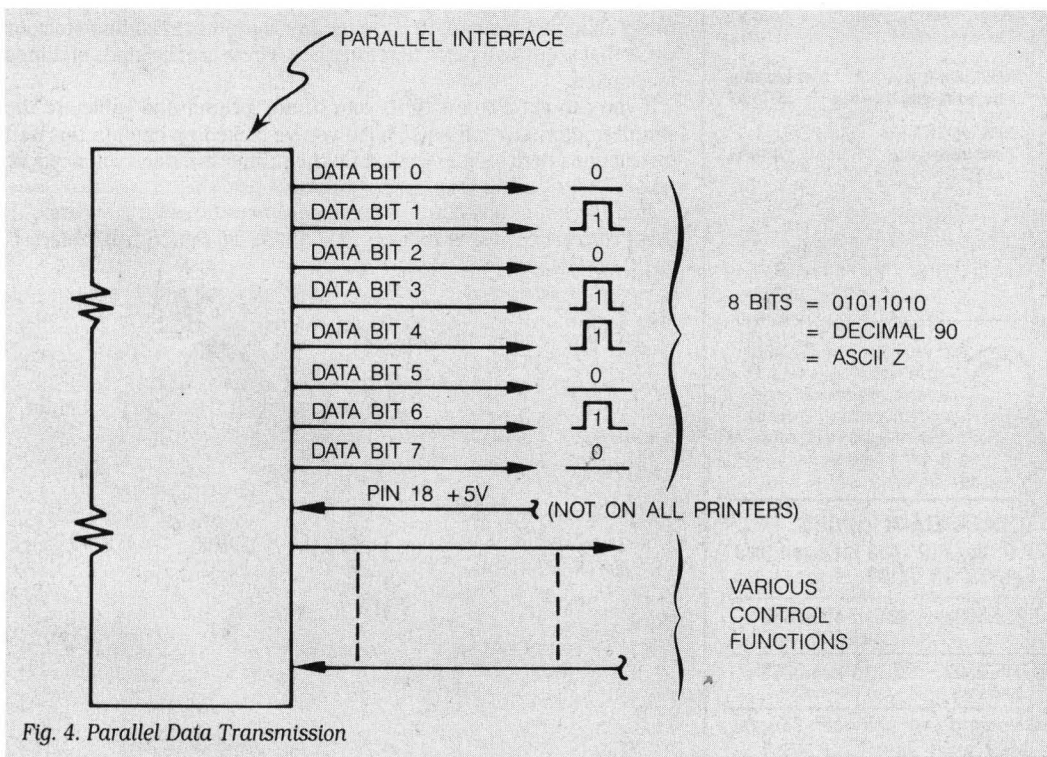 PARALLEL INTERFACE
DATA BIT 0 0
DATA BIT 1 1
DATA BIT 2 0
DATA BIT 3 1
DATA BIT 4 1
DATA BIT 5 0
DATA BIT 6 1
DATA BIT 7 0
8 BITS = 01011010
= DECIMAL 90
= ASCII Z
PIN 18 +5V (NOT ON ALL PRINTERS)
VARIOUS
CONTROL
FUNCTIONS
Fig. 4. Parallel Data Transmission